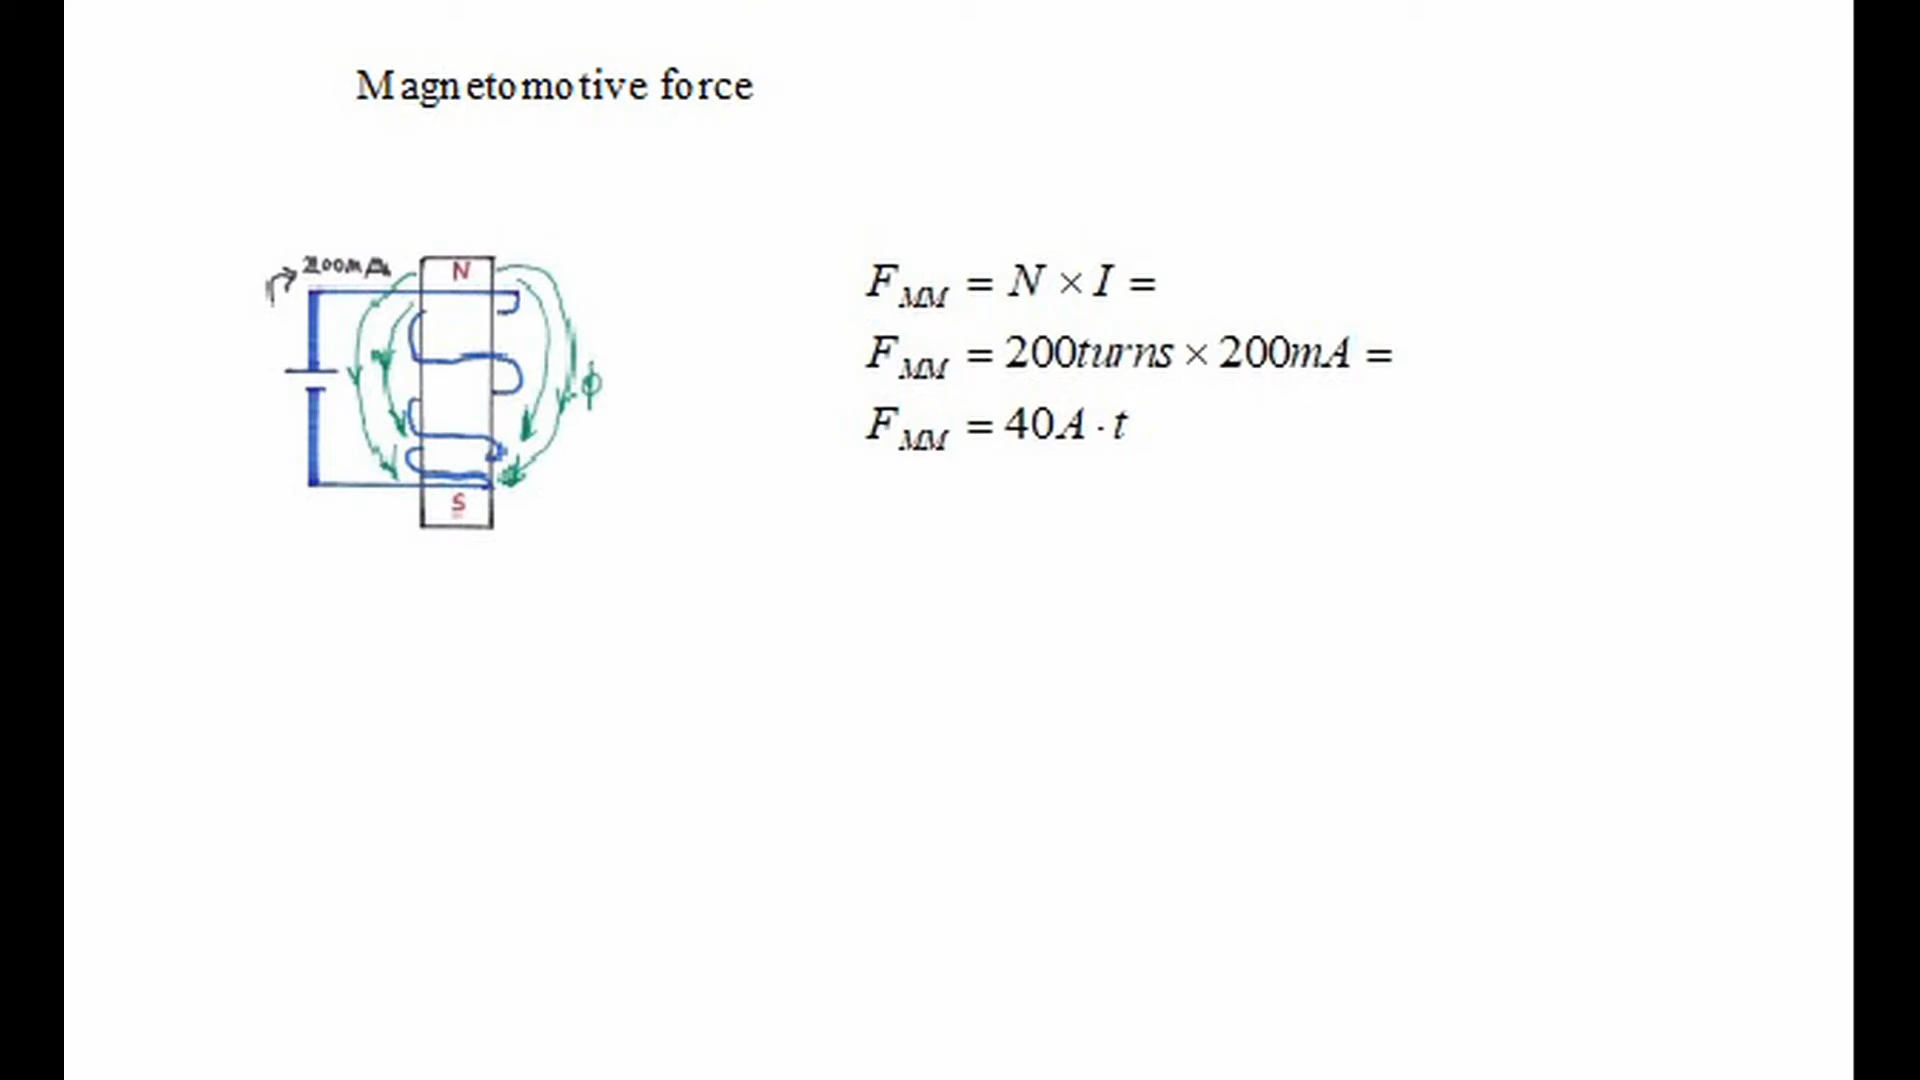 Magnetomotive force
200mA
N
ϕ
S
F_MM = N × I =
F_MM = 200turns × 200mA =
F_MM = 40A · t